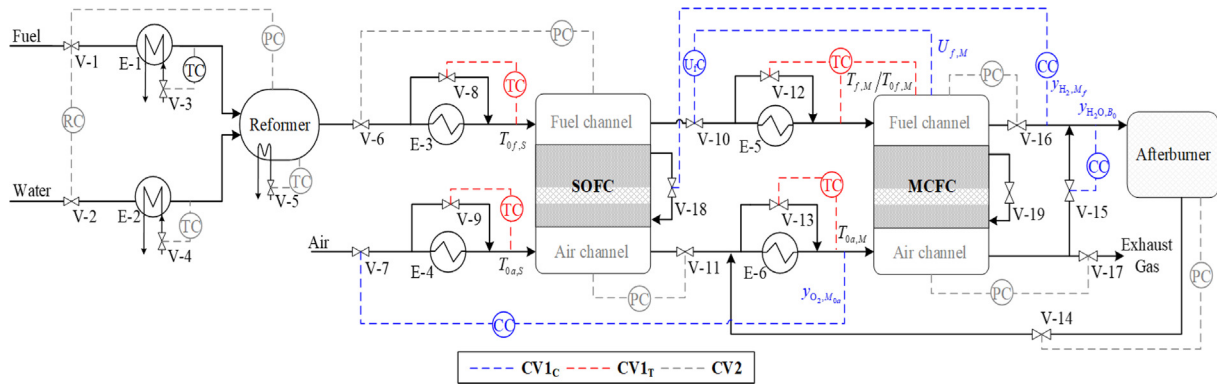 Fuel
V-1
E-1
TC
V-3
PC
RC
Reformer
Water
V-2
E-2
TC
V-4
TC
V-5
PC
V-6
V-8
TC
E-3
T0f,S
Air
V-7
V-9
TC
E-4
T0a,S
CC
Fuel channel
SOFC
Air channel
V-18
PC
UfC
V-10
V-11
V-12
TC
E-5
Tf,M/T0f,M
Uf,M
V-13
TC
E-6
T0a,M
yO2,M0a
Fuel channel
MCFC
Air channel
V-19
PC
PC
V-16
CC
yH2,Mf
yH2O,B0
CC
V-15
V-17
Exhaust
Gas
Afterburner
PC
V-14
CV1C
CV1T
CV2